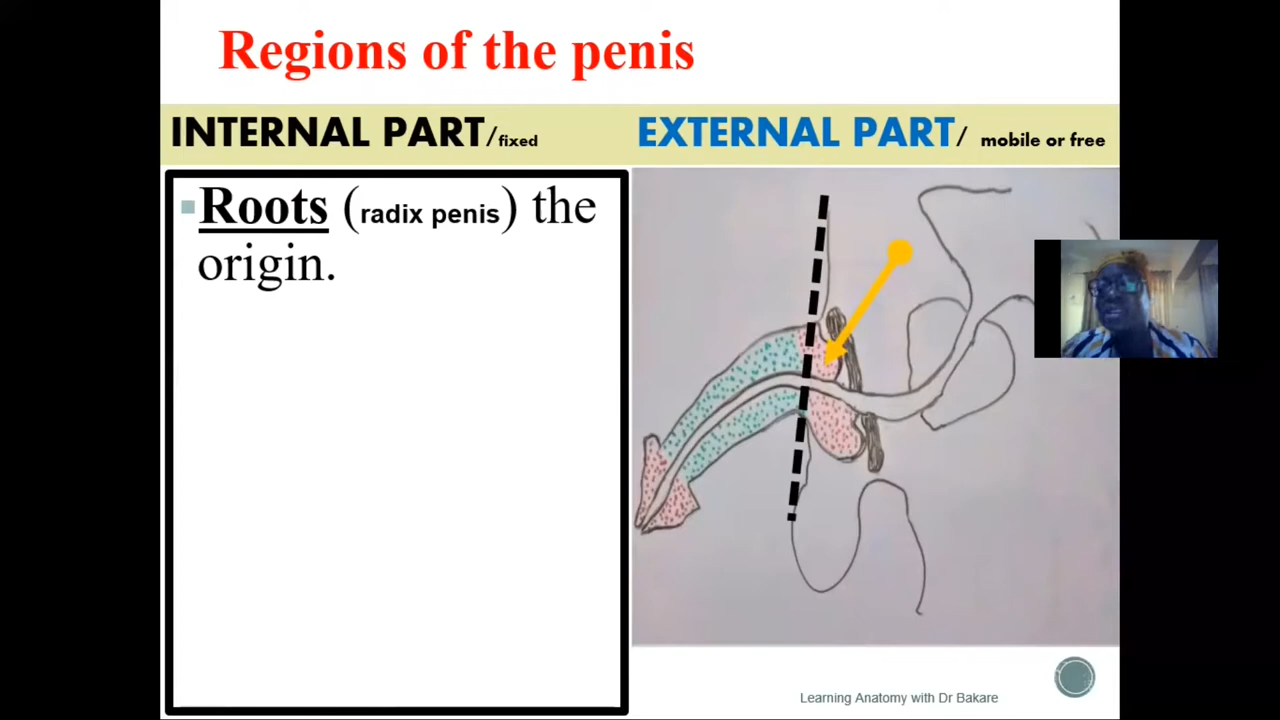 Regions of the penis
INTERNAL PART/fixed
EXTERNAL PART/ mobile or free
Roots (radix penis) the
origin.
Learning Anatomy with Dr Bakare